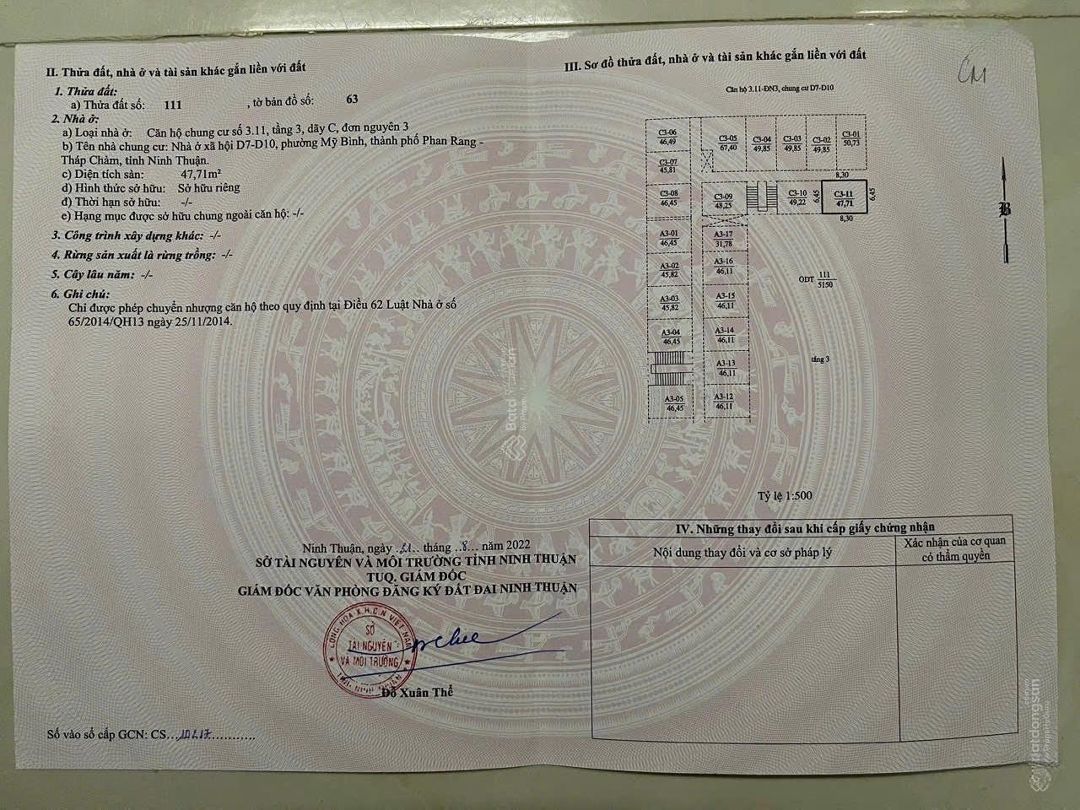 II. Thửa đất, nhà ở và tài sản khác gắn liền với đất
1. Thửa đất:
a) Thửa đất số: 111 , tờ bản đồ số: 63
2. Nhà ở:
a) Loại nhà ở: Căn hộ chung cư số 3.11, tầng 3, dãy C, đơn nguyên 3
b) Tên nhà chung cư: Nhà ở xã hội D7-D10, phường Mỹ Bình, thành phố Phan Rang -
Tháp Chàm, tỉnh Ninh Thuận.
c) Diện tích sàn: 47,71m²
d) Hình thức sở hữu: Sở hữu riêng
đ) Thời hạn sở hữu: -/-
e) Hạng mục được sở hữu chung ngoài căn hộ: -/-
3. Công trình xây dựng khác: -/-
4. Rừng sản xuất là rừng trồng: -/-
5. Cây lâu năm: -/-
6. Ghi chú:
Chỉ được phép chuyển nhượng căn hộ theo quy định tại Điều 62 Luật Nhà ở số
65/2014/QH13 ngày 25/11/2014.
Ninh Thuận, ngày tháng ..8... năm 2022
SỞ TÀI NGUYÊN VÀ MÔI TRƯỜNG TỈNH NINH THUẬN
TUQ. GIÁM ĐỐC
GIÁM ĐỐC VĂN PHÒNG ĐĂNG KÝ ĐẤT ĐAI NINH THUẬN
SỞ
TÀI NGUYÊN
VÀ MÔI TRƯỜNG
Đỗ Xuân Thể
Số vào sổ cấp GCN: CS
III. Sơ đồ thửa đất, nhà ở và tài sản khác gắn liền với đất
Căn hộ 3.11-ĐN3, chung cư D7-D10
C3-06
46,49
C3-05
67,40
C3-04
49,85
C3-03
49,85
C3-02
49,85
C3-01
50,73
C3-07
45,81
8,30
C3-08
46,45
C3-09
48,25
C3-10
49,22
6,45
C3-11
47,71
6,45
8,30
A3-01
46,45
A3-17
31,78
A3-02
45,82
A3-16
46,11
ODT 111
5150
A3-03
45,82
A3-15
46,11
A3-04
46,45
A3-14
46,11
tầng 3
A3-13
46,11
A3-05
46,45
A3-12
46,11
B
Tỷ lệ 1:500
IV. Những thay đổi sau khi cấp giấy chứng nhận
Nội dung thay đổi và cơ sở pháp lý
Xác nhận của cơ quan
có thẩm quyền
Batdongsan
Batdongsan